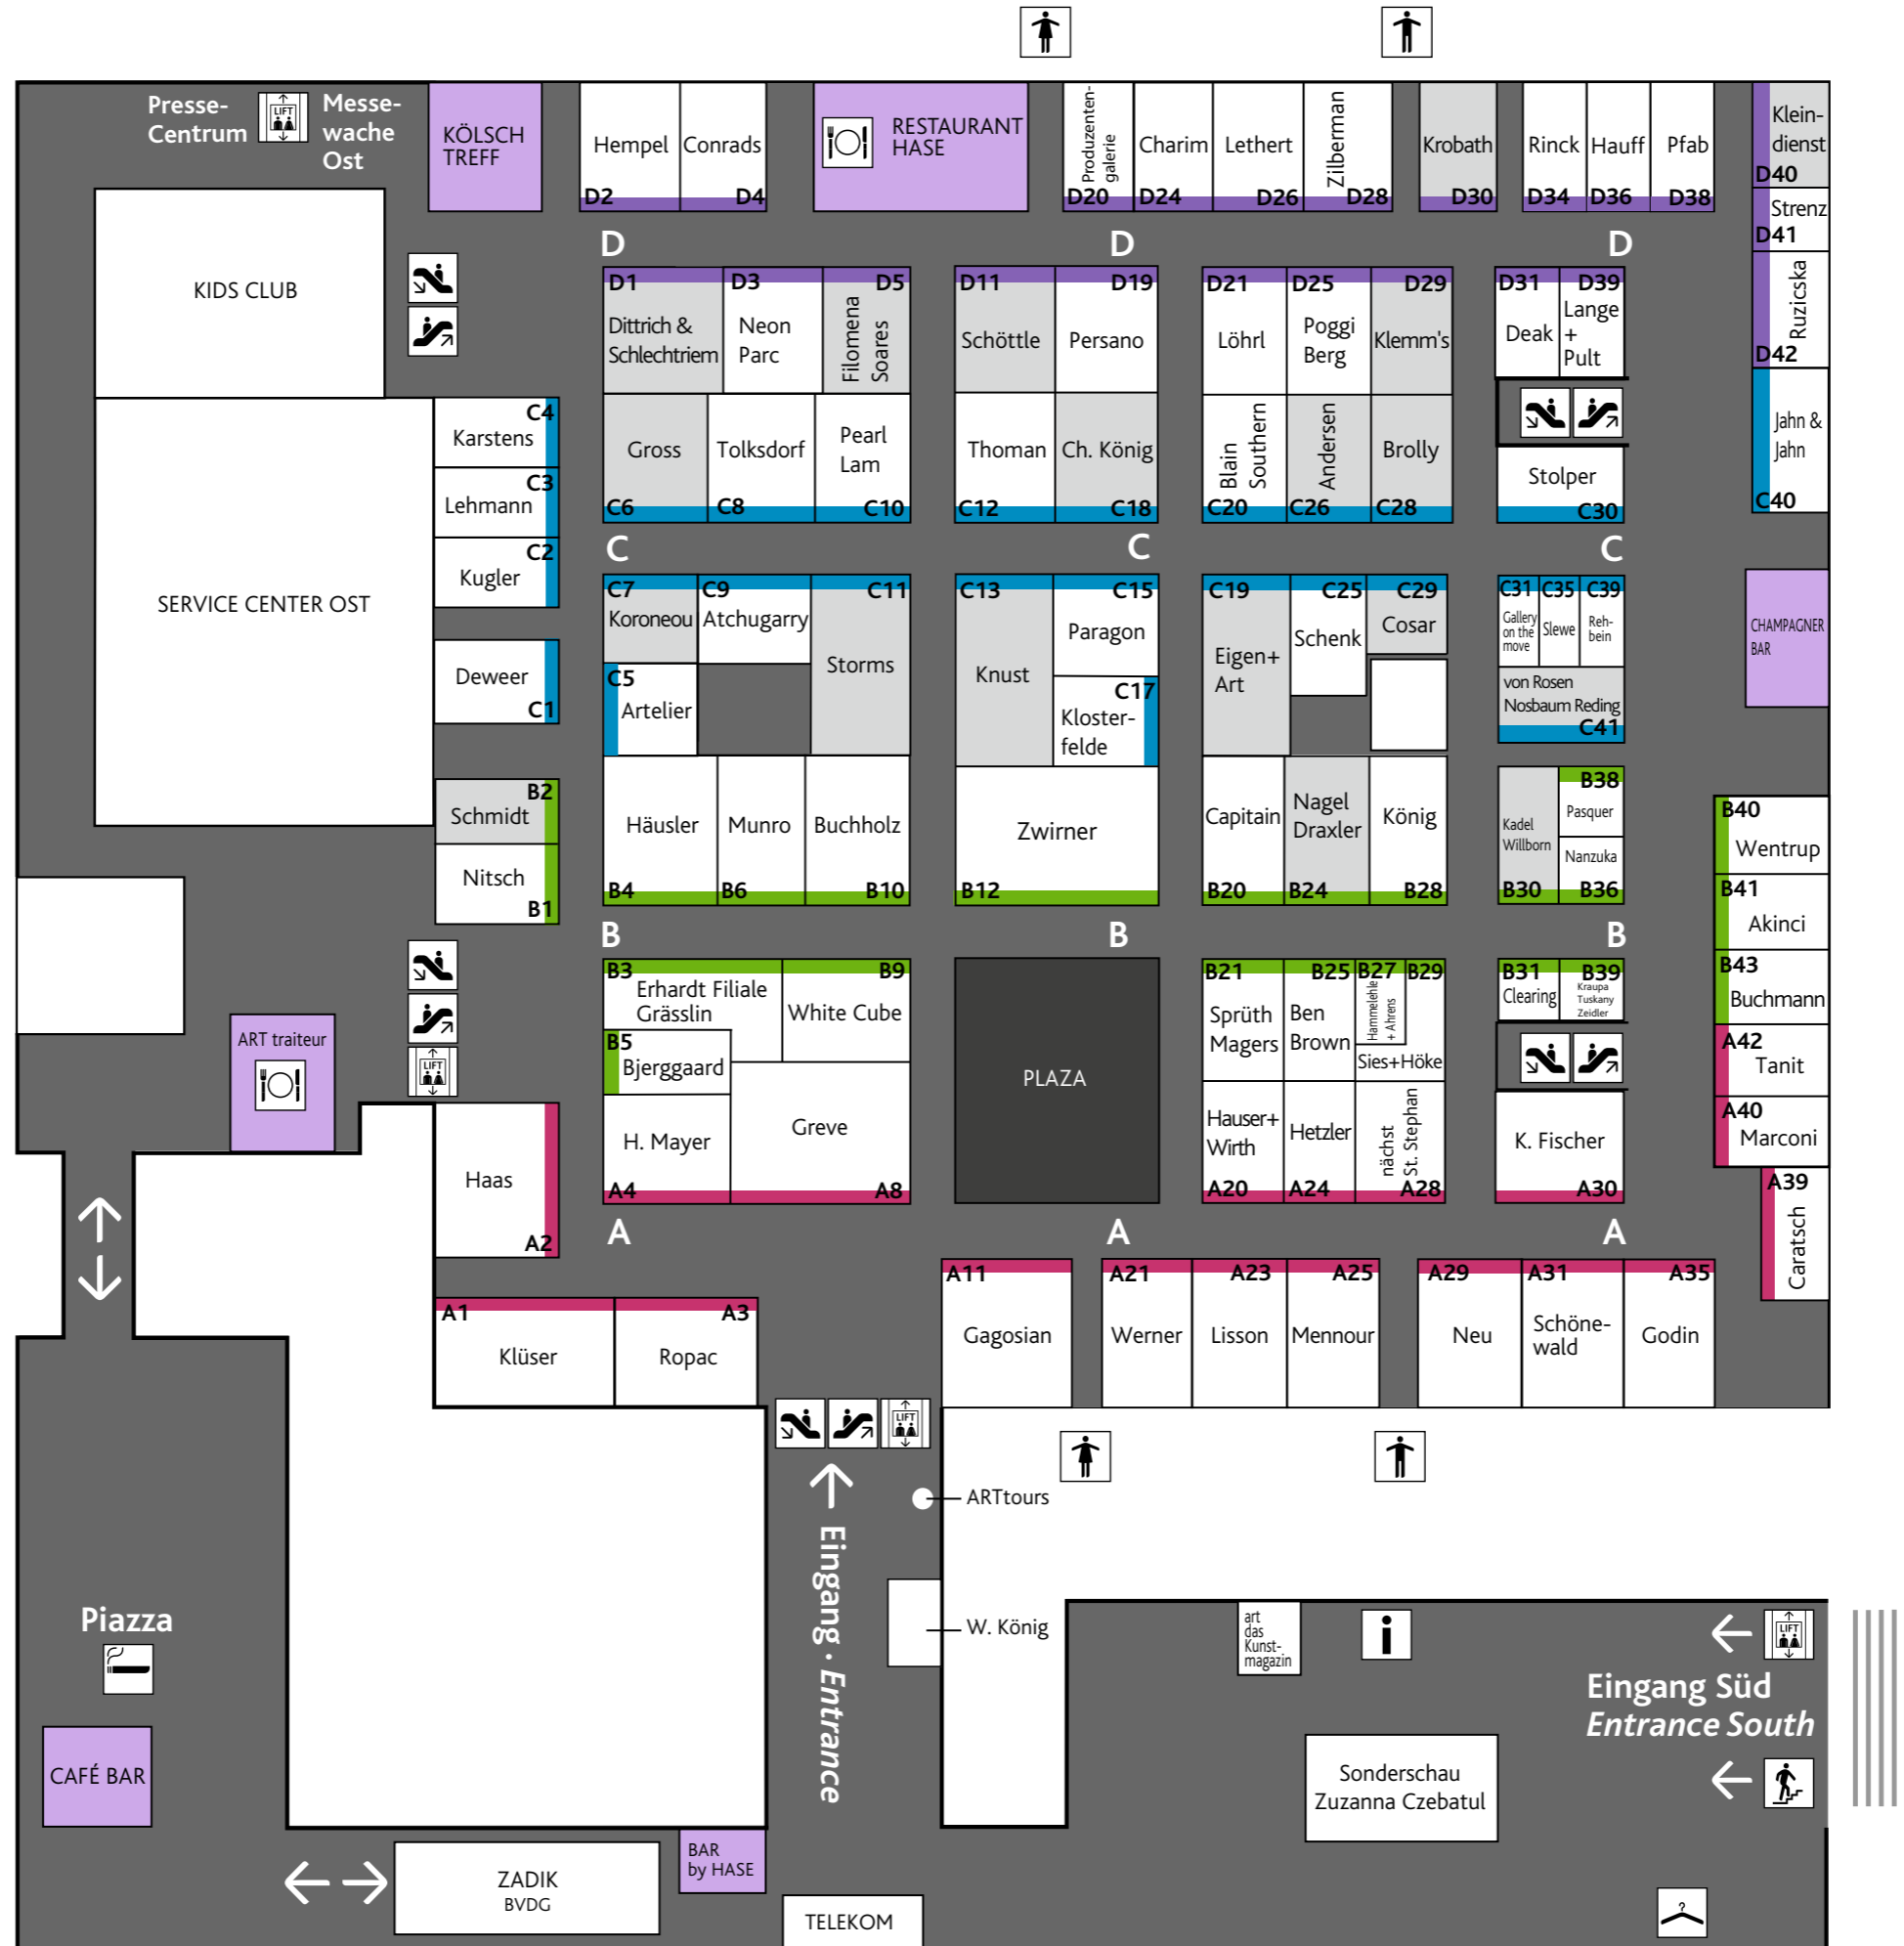 Presse-
Centrum
LIFT
Messe-
wache
Ost
KÖLSCH
TREFF
Hempel
D2
Conrads
D4
RESTAURANT
HASE
Produzenten-
galerie
D20
Charim
D24
Lethert
D26
Zilberman
D28
Krobath
D30
Rinck
D34
Hauff
D36
Pfab
D38
Klein-
dienst
D40
Strenz
D41
Ruzicska
D42
Jahn &
Jahn
C40
KIDS CLUB
SERVICE CENTER OST
D
D
D
D1
Dittrich &
Schlechtriem
D3
Neon
Parc
D5
Filomena
Soares
D11
Schöttle
D19
Persano
D21
Löhrl
D25
Poggi
Berg
D29
Klemm's
D31
Deak
D39
Lange
+
Pult
C4
Karstens
C3
Lehmann
C2
Kugler
Deweer
C1
Gross
C6
Tolksdorf
C8
Pearl
Lam
C10
Thoman
C12
Ch. König
C18
Blain
Southern
C20
Andersen
C26
Brolly
C28
Stolper
C30
C
C
C
C7
Koroneou
C9
Atchugarry
C11
Storms
C5
Artelier
C13
Knust
C15
Paragon
C17
Kloster-
felde
C19
Eigen+
Art
C25
Schenk
C29
Cosar
C31
Gallery
on the
move
C35
Slewe
C39
Reh-
bein
von Rosen
Nosbaum Reding
C41
CHAMPAGNER
BAR
B2
Schmidt
Nitsch
B1
Häusler
B4
Munro
B6
Buchholz
B10
Zwirner
B12
Capitain
B20
Nagel
Draxler
B24
König
B28
Kadel
Willborn
B30
B38
Pasquer
Nanzuka
B36
B40
Wentrup
B41
Akinci
B43
Buchmann
A42
Tanit
A40
Marconi
A39
Caratsch
B
B
B
B3
Erhardt Filiale
Grässlin
B9
White Cube
B5
Bjerggaard
H. Mayer
A4
Greve
A8
PLAZA
B21
Sprüth
Magers
B25
Ben
Brown
B27
Hammelehle
+ Ahrens
B29
Sies+Höke
Hauser+
Wirth
A20
Hetzler
A24
nächst
St. Stephan
A28
B31
Clearing
B39
Kraupa
Tuskany
Zeidler
K. Fischer
A30
ART traiteur
LIFT
Haas
A2
A
A
A
A1
Klüser
A3
Ropac
A11
Gagosian
A21
Werner
A23
Lisson
A25
Mennour
A29
Neu
A31
Schöne-
wald
A35
Godin
LIFT
Eingang · Entrance
ARTtours
W. König
art
das
Kunst-
magazin
i
LIFT
Eingang Süd
Entrance South
Piazza
CAFÉ BAR
Sonderschau
Zuzanna Czebatul
BAR
by HASE
ZADIK
BVDG
TELEKOM